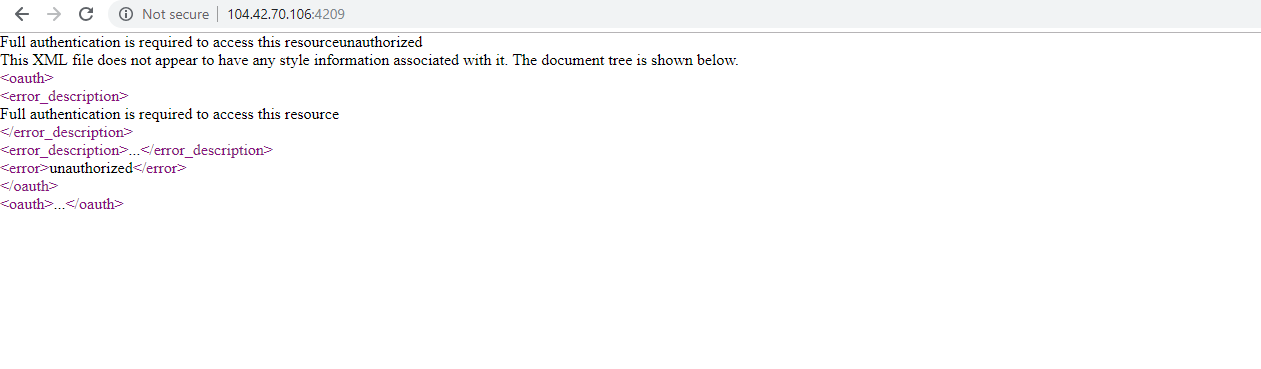 Not secure | 104.42.70.106:4209
Full authentication is required to access this resourceunauthorized
This XML file does not appear to have any style information associated with it. The document tree is shown below.
<oauth>
<error_description>
Full authentication is required to access this resource
</error_description>
<error_description>...</error_description>
<error>unauthorized</error>
</oauth>
<oauth>...</oauth>